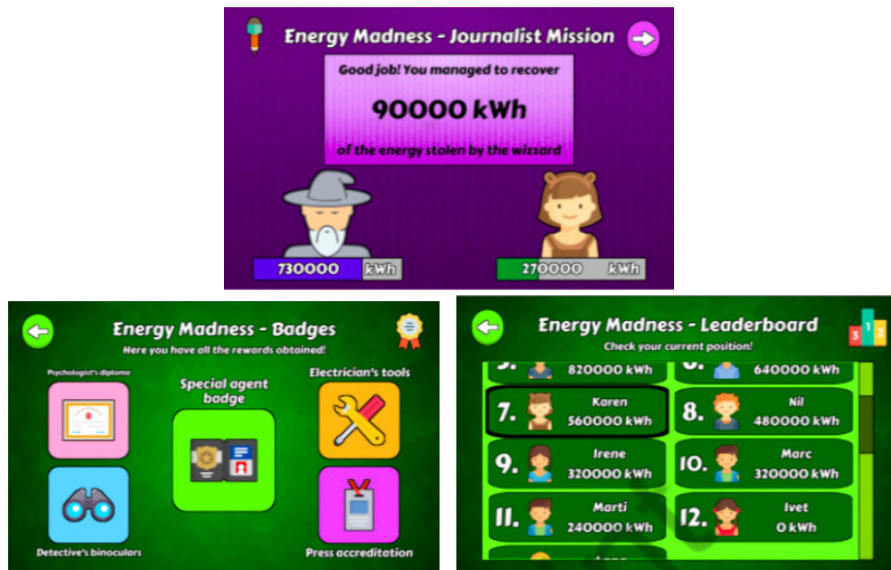 Energy Madness - Journalist Mission
Good job! You managed to recover
90000 kWh
of the energy stolen by the wizzard
730000 kWh
270000 kWh
Energy Madness - Badges
Here you have all the rewards obtained!
Psychologist's diploma
Special agent
badge
Electrician's tools
Detective's binoculars
Press accreditation
Energy Madness - Leaderboard
Check your current position!
3 1 2
820000 kWh
640000 kWh
7. Karen
560000 kWh
8. Nil
480000 kWh
9. Irene
320000 kWh
10. Marc
320000 kWh
11. Marti
240000 kWh
12. Ivet
0 kWh